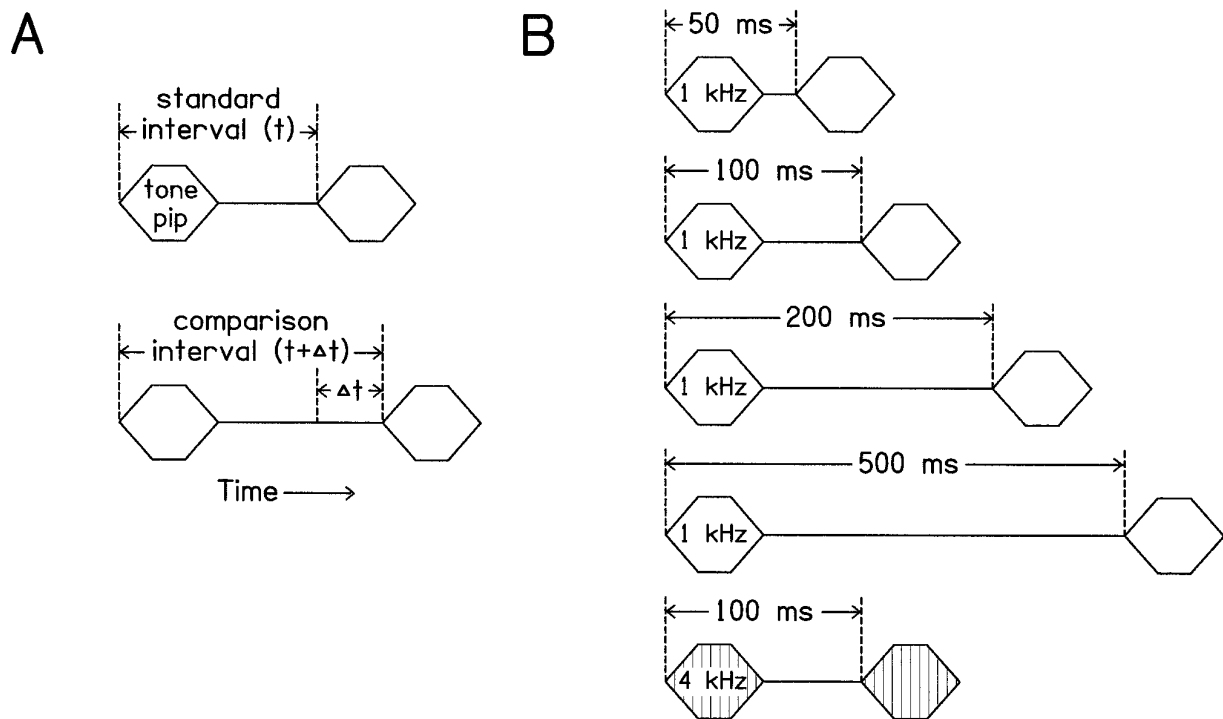 A
standard
interval (t)
tone
pip
comparison
interval (t+Δt)
Δt
Time
B
50 ms
1 kHz
100 ms
1 kHz
200 ms
1 kHz
500 ms
1 kHz
100 ms
4 kHz